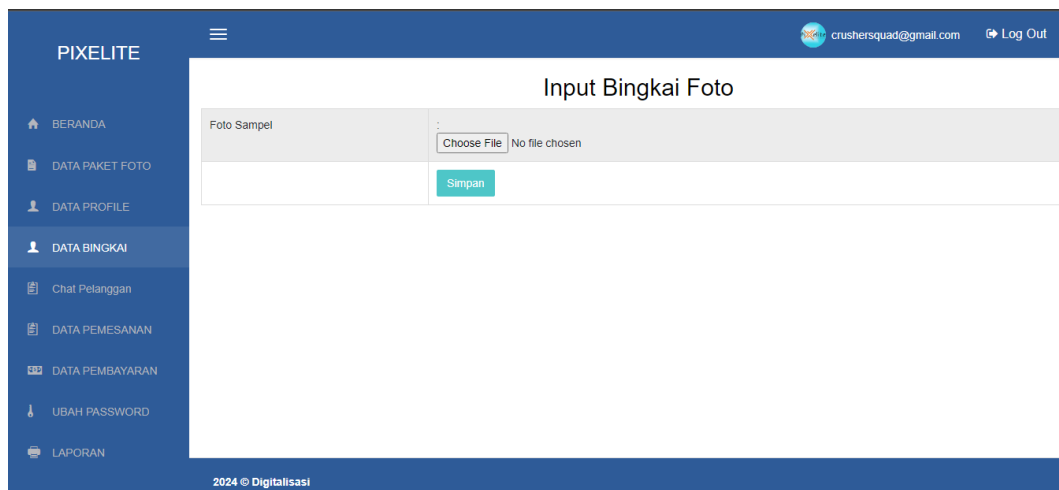 PIXELITE
crushersquad@gmail.com
Log Out
Input Bingkai Foto
BERANDA
DATA PAKET FOTO
DATA PROFILE
DATA BINGKAI
Chat Pelanggan
DATA PEMESANAN
DATA PEMBAYARAN
UBAH PASSWORD
LAPORAN
Foto Sampel
:
Choose File No file chosen
Simpan
2024 © Digitalisasi